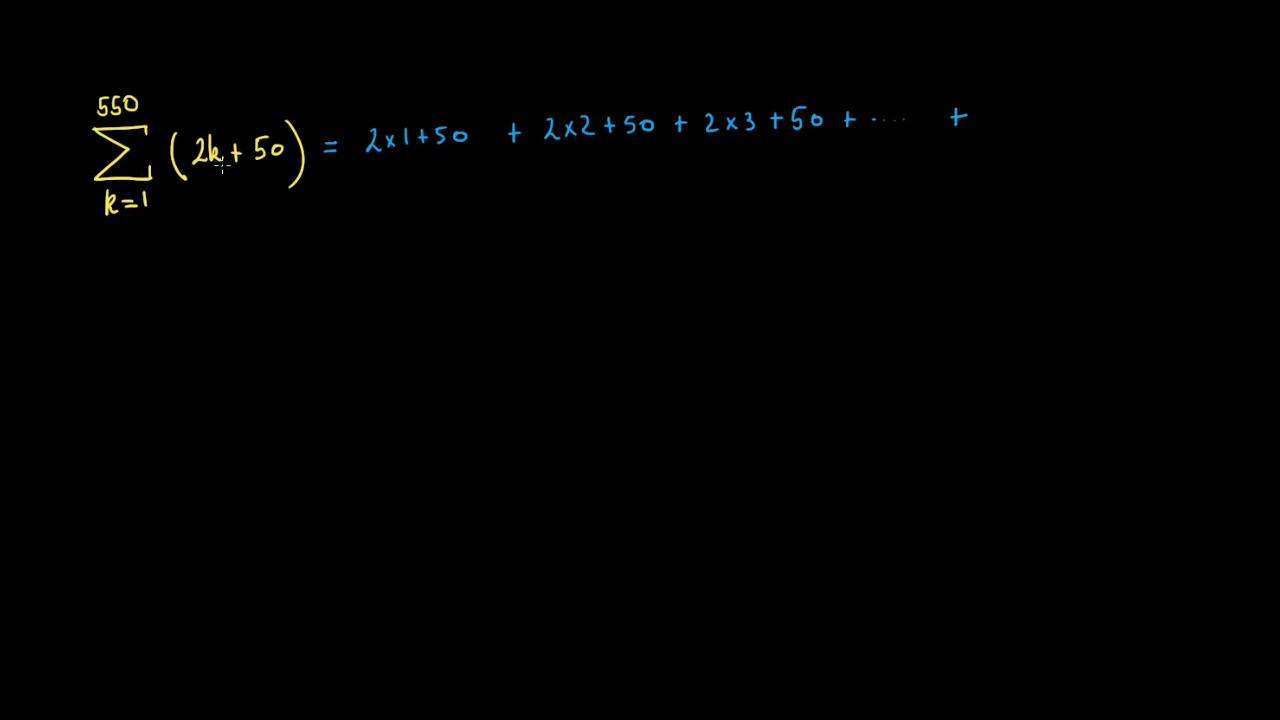 550
∑ (2k + 50) = 2 × 1 + 50 + 2 × 2 + 50 + 2 × 3 + 50 + ..... +
k = 1